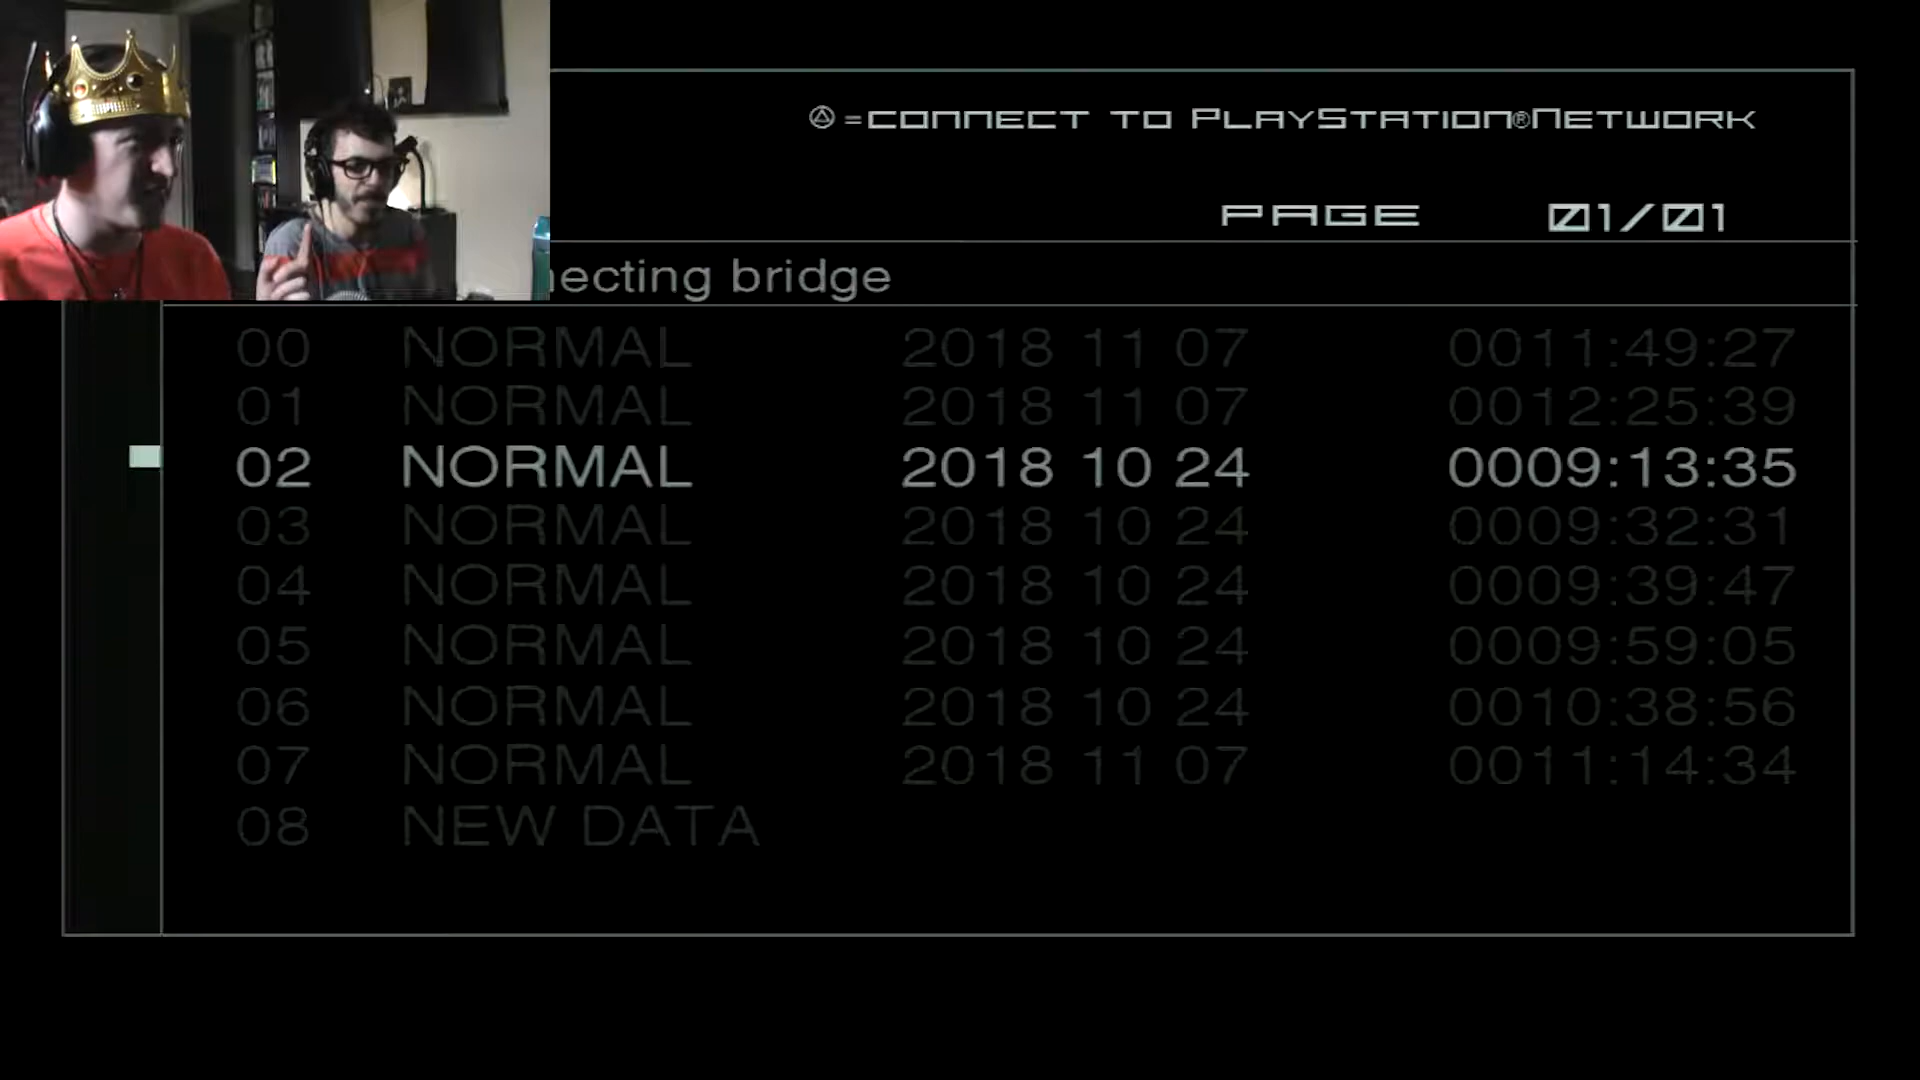 Ⓐ=CONNECT TO PLAYSTATION®NETWORK
PAGE 01/01
necting bridge
00 NORMAL 2018 11 07 0011:49:27
01 NORMAL 2018 11 07 0012:25:39
02 NORMAL 2018 10 24 0009:13:35
03 NORMAL 2018 10 24 0009:32:31
04 NORMAL 2018 10 24 0009:39:47
05 NORMAL 2018 10 24 0009:59:05
06 NORMAL 2018 10 24 0010:38:56
07 NORMAL 2018 11 07 0011:14:34
08 NEW DATA